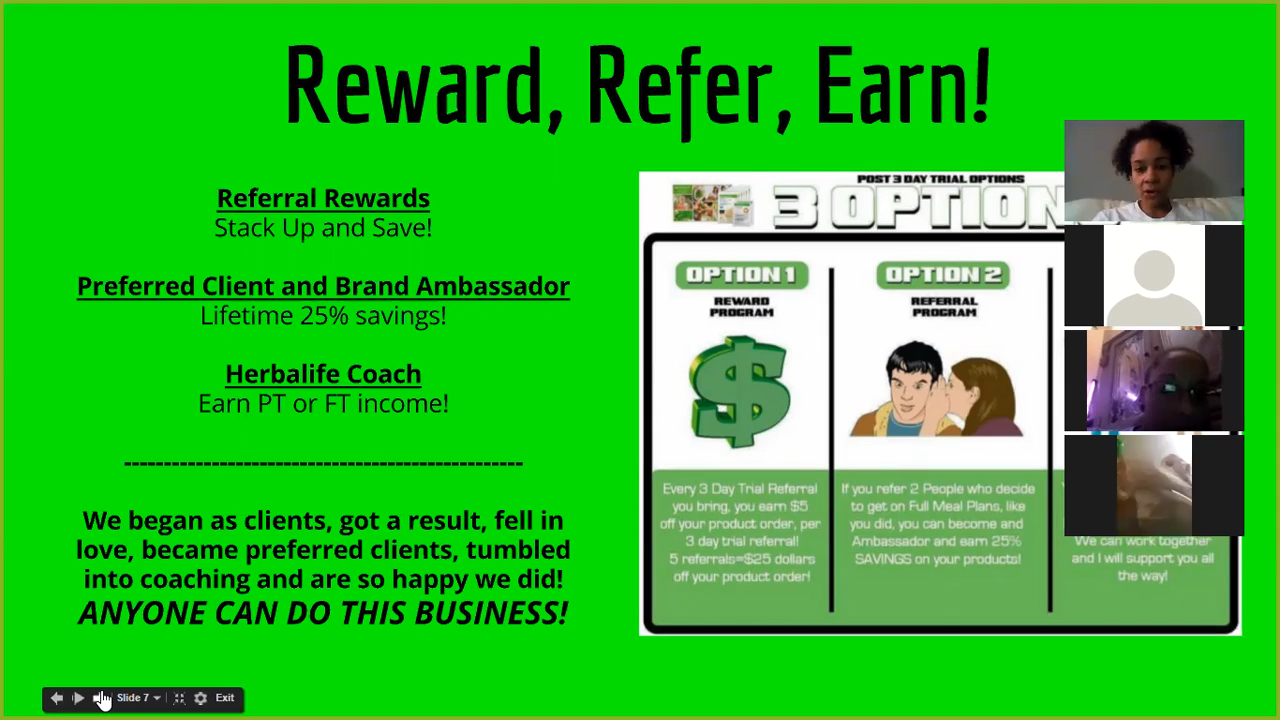 Reward, Refer, Earn!
Referral Rewards
Stack Up and Save!
Preferred Client and Brand Ambassador
Lifetime 25% savings!
Herbalife Coach
Earn PT or FT income!
--------------------------------------------------
We began as clients, got a result, fell in
love, became preferred clients, tumbled
into coaching and are so happy we did!
ANYONE CAN DO THIS BUSINESS!
POST 3 DAY TRIAL OPTIONS
3 OPTION
OPTION 1
REWARD
PROGRAM
Every 3 Day Trial Referral
you bring, you earn $5
off your product order, per
3 day trial referral!
5 referrals=$25 dollars
off your product order!
OPTION 2
REFERRAL
PROGRAM
If you refer 2 People who decide
to get on Full Meal Plans, like
you did, you can become and
Ambassador and earn 25%
SAVINGS on your products!
We can work together
and I will support you all
the way!
Slide 7
Exit